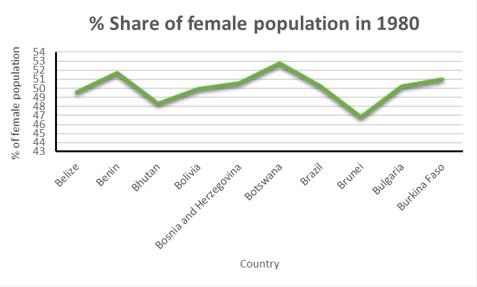 % Share of female population in 1980
% of female population
54
53
52
51
50
49
48
47
46
45
44
43
Belize
Benin
Bhutan
Bolivia
Bosnia and Herzegovina
Botswana
Brazil
Brunei
Bulgaria
Burkina Faso
Country